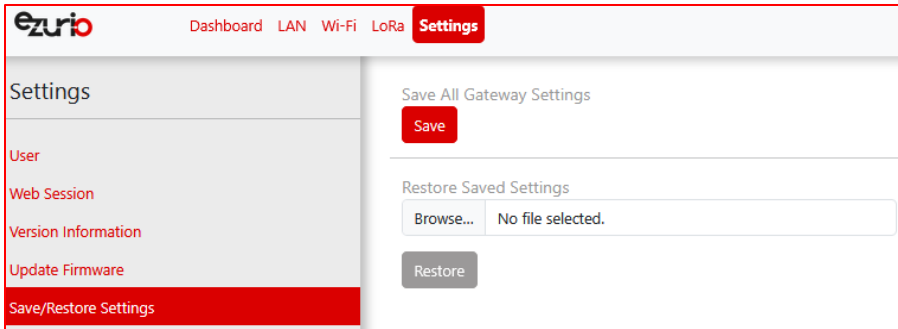 ezurio
Dashboard LAN Wi-Fi LoRa Settings
Settings
User
Web Session
Version Information
Update Firmware
Save/Restore Settings
Save All Gateway Settings
Save
Restore Saved Settings
Browse... No file selected.
Restore